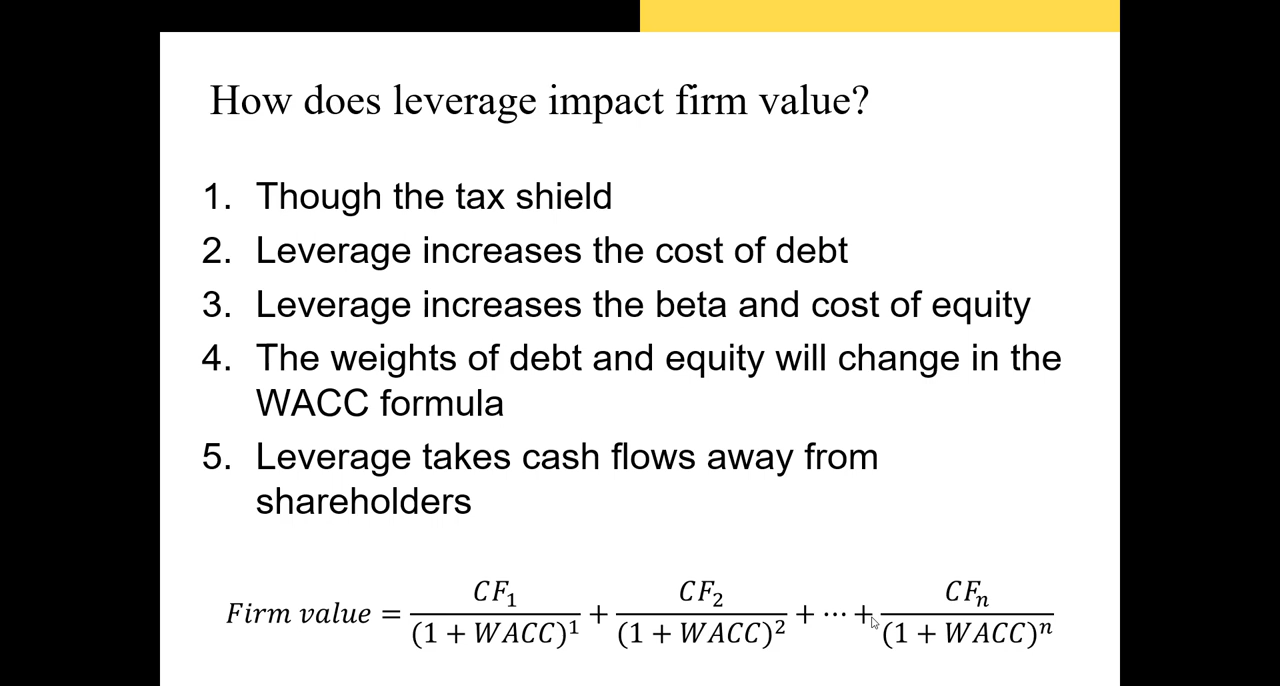 How does leverage impact firm value?
1. Though the tax shield
2. Leverage increases the cost of debt
3. Leverage increases the beta and cost of equity
4. The weights of debt and equity will change in the
WACC formula
5. Leverage takes cash flows away from
shareholders
Firm value = CF₁/(1 + WACC)¹ + CF₂/(1 + WACC)² + ⋯ + CFₙ/(1 + WACC)ⁿ